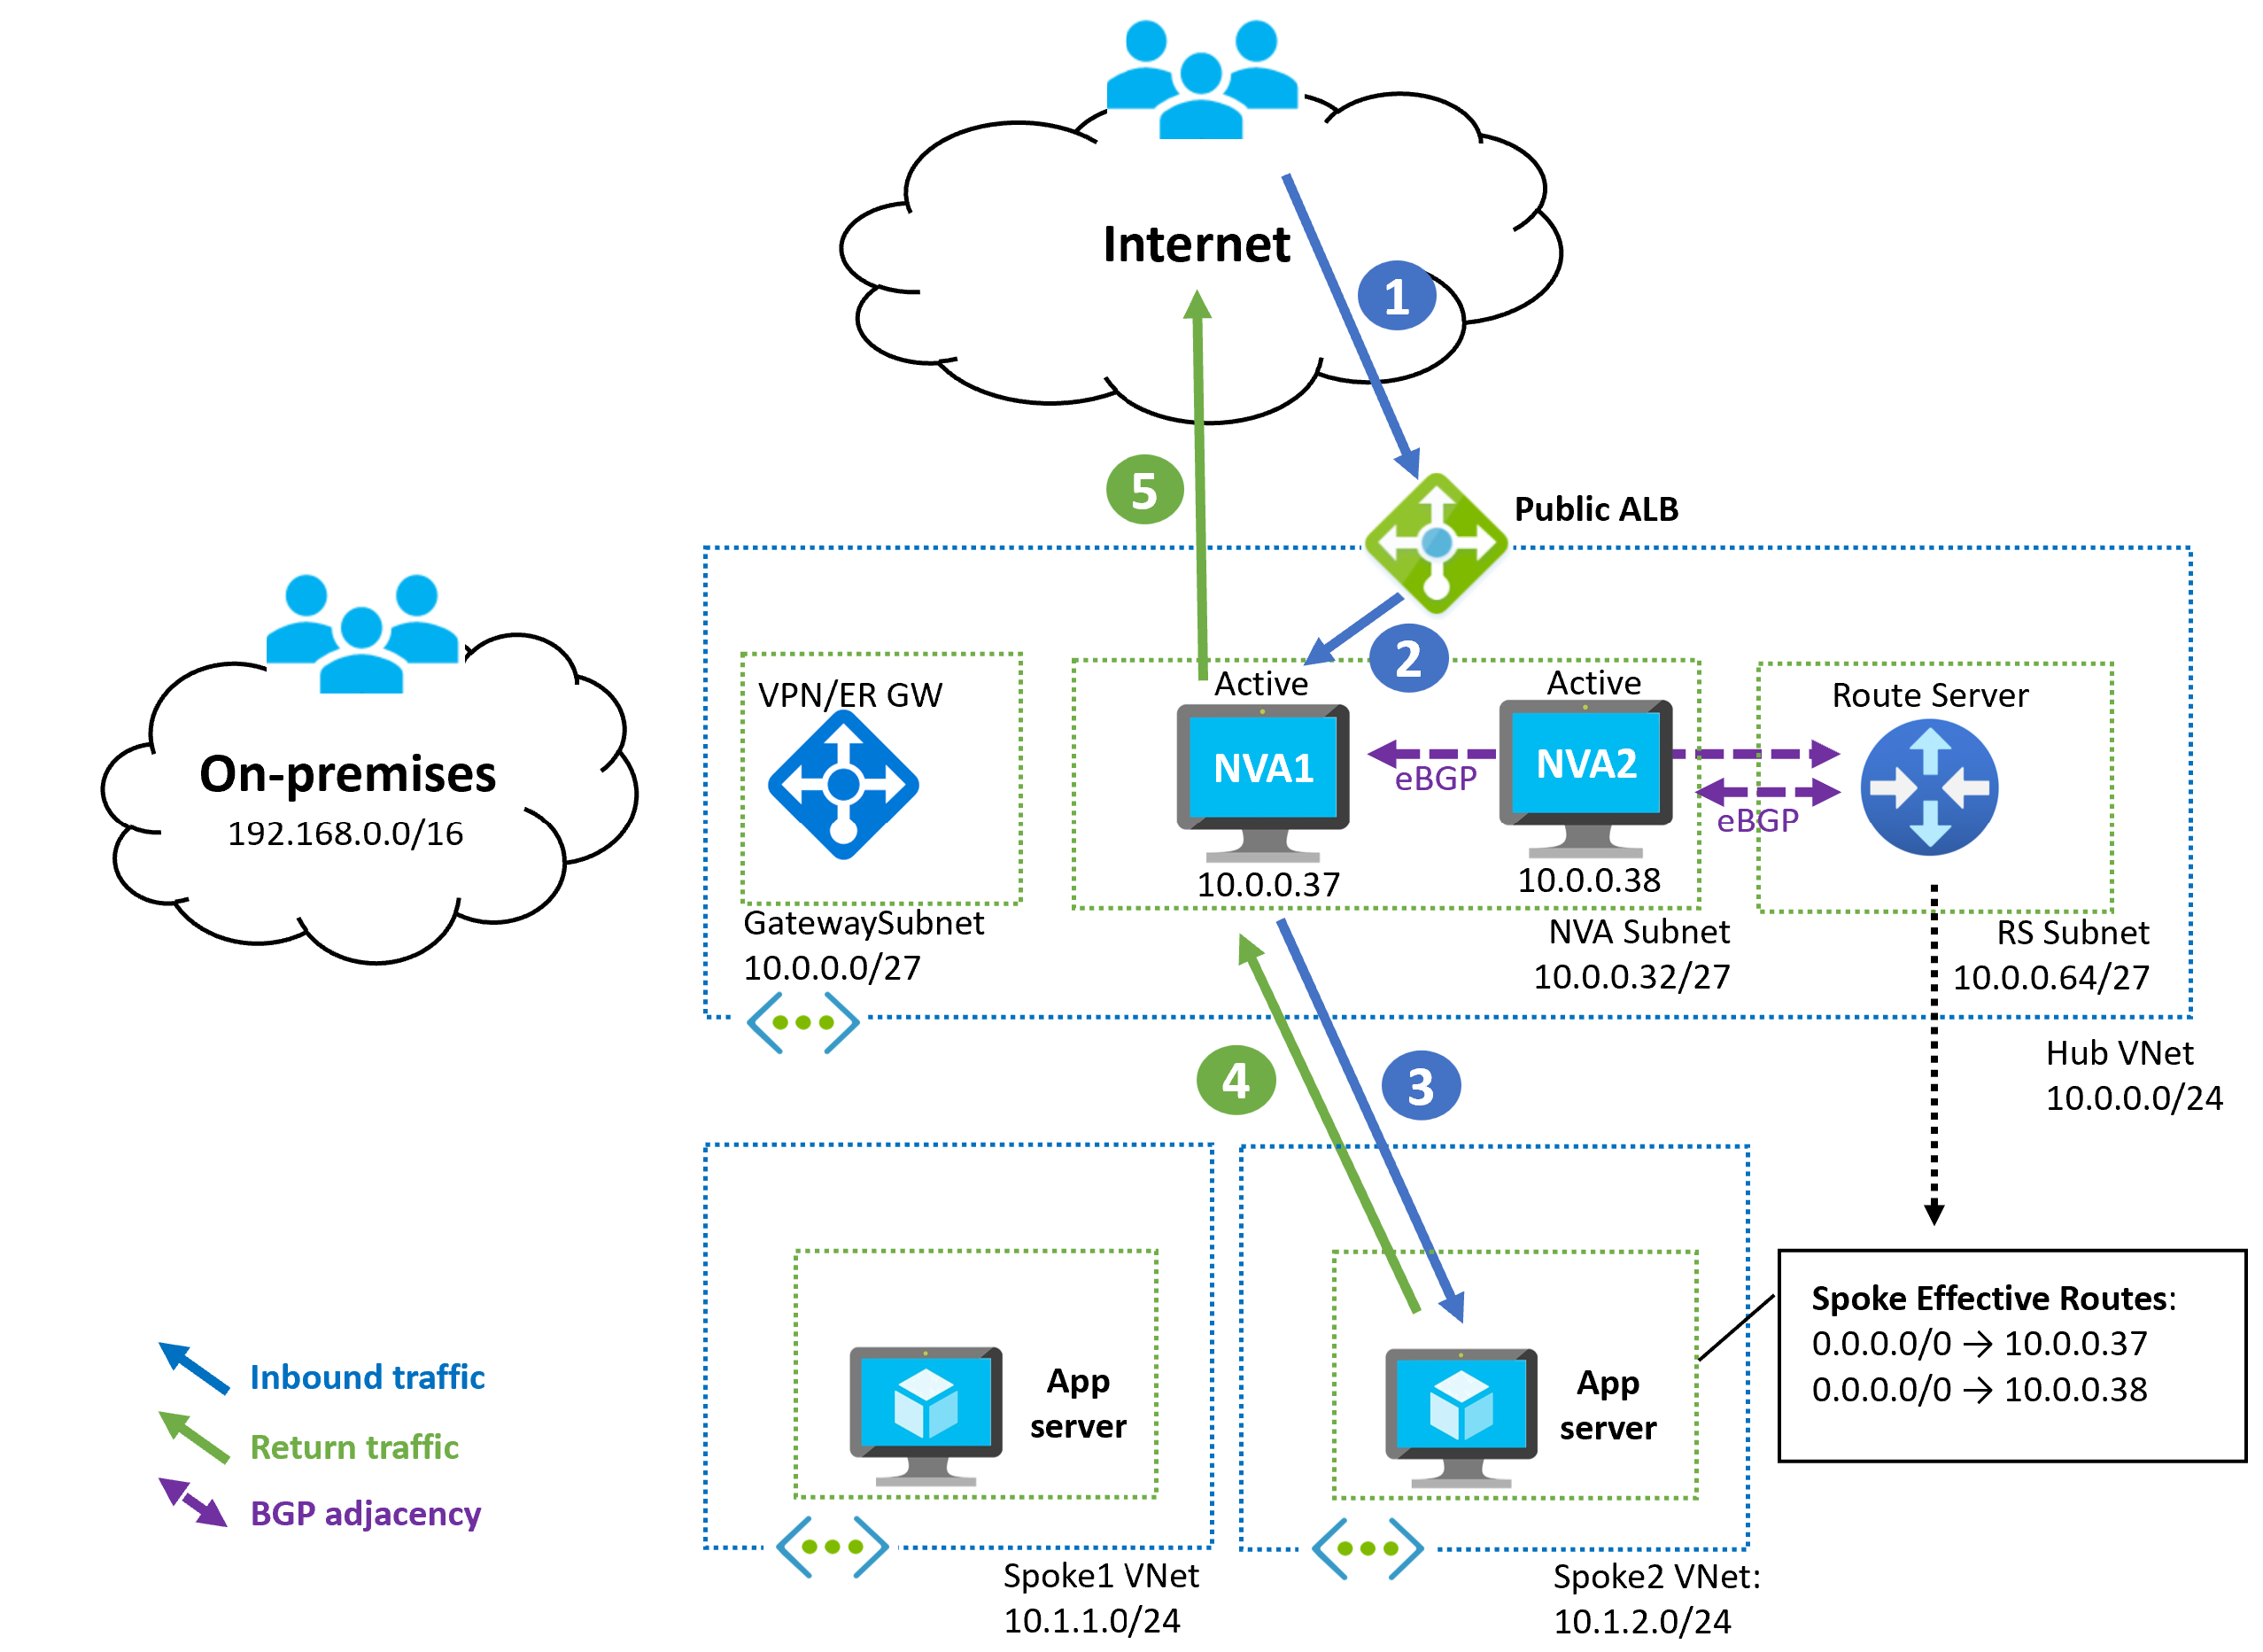 Internet
1
5
Public ALB
2
VPN/ER GW
Active
Active
Route Server
NVA1
NVA2
eBGP
eBGP
On-premises
192.168.0.0/16
10.0.0.37
10.0.0.38
GatewaySubnet
10.0.0.0/27
NVA Subnet
10.0.0.32/27
RS Subnet
10.0.0.64/27
Hub VNet
10.0.0.0/24
4
3
Spoke Effective Routes:
0.0.0.0/0 → 10.0.0.37
0.0.0.0/0 → 10.0.0.38
App
server
App
server
Inbound traffic
Return traffic
BGP adjacency
Spoke1 VNet
10.1.1.0/24
Spoke2 VNet:
10.1.2.0/24